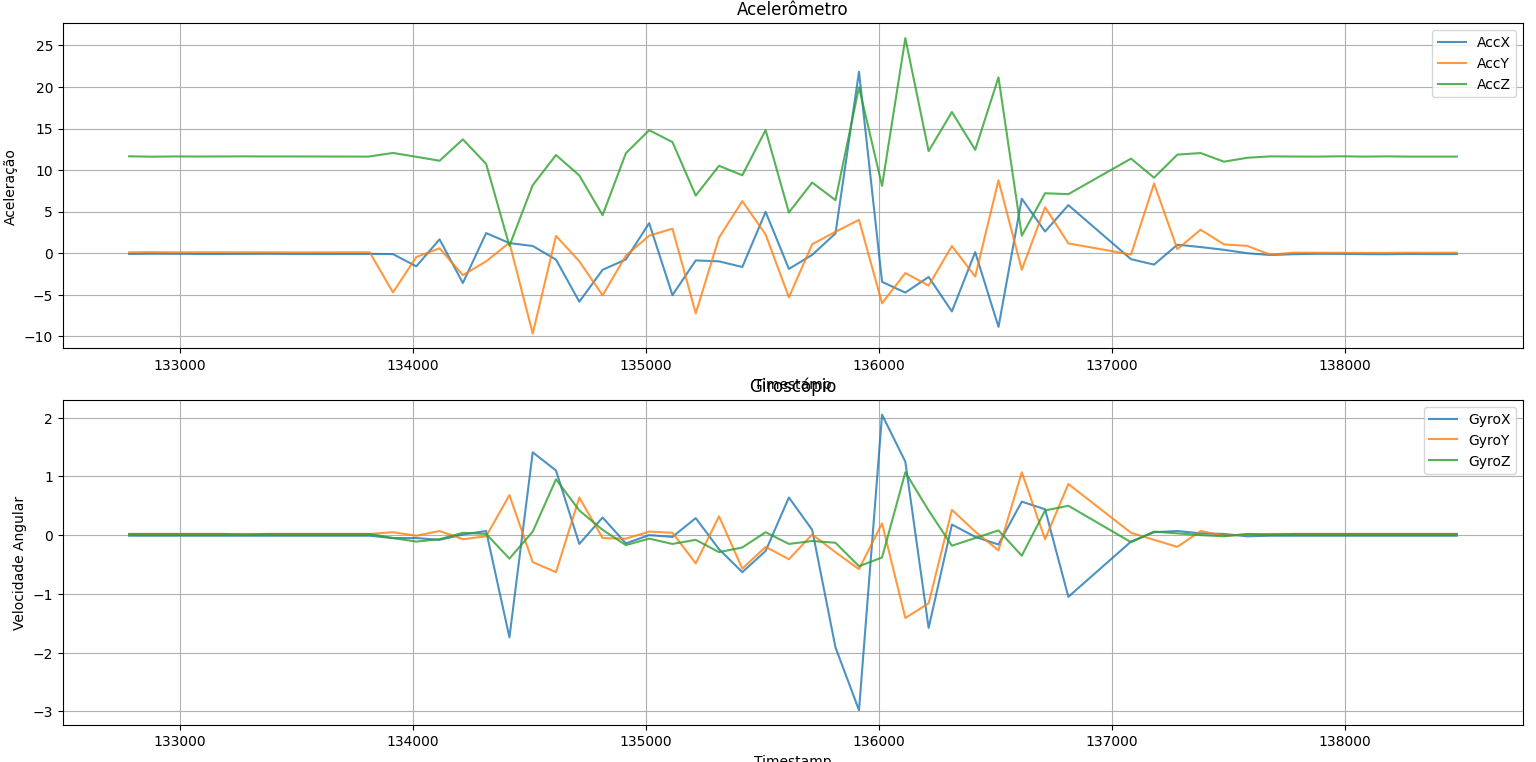 Acelerômetro
Aceleração
25
20
15
10
5
0
−5
−10
AccX
AccY
AccZ
133000 134000 135000 136000 137000 138000
Timestamp
Giroscópio
Velocidade Angular
2
1
0
−1
−2
−3
GyroX
GyroY
GyroZ
133000 134000 135000 136000 137000 138000
Timestamp